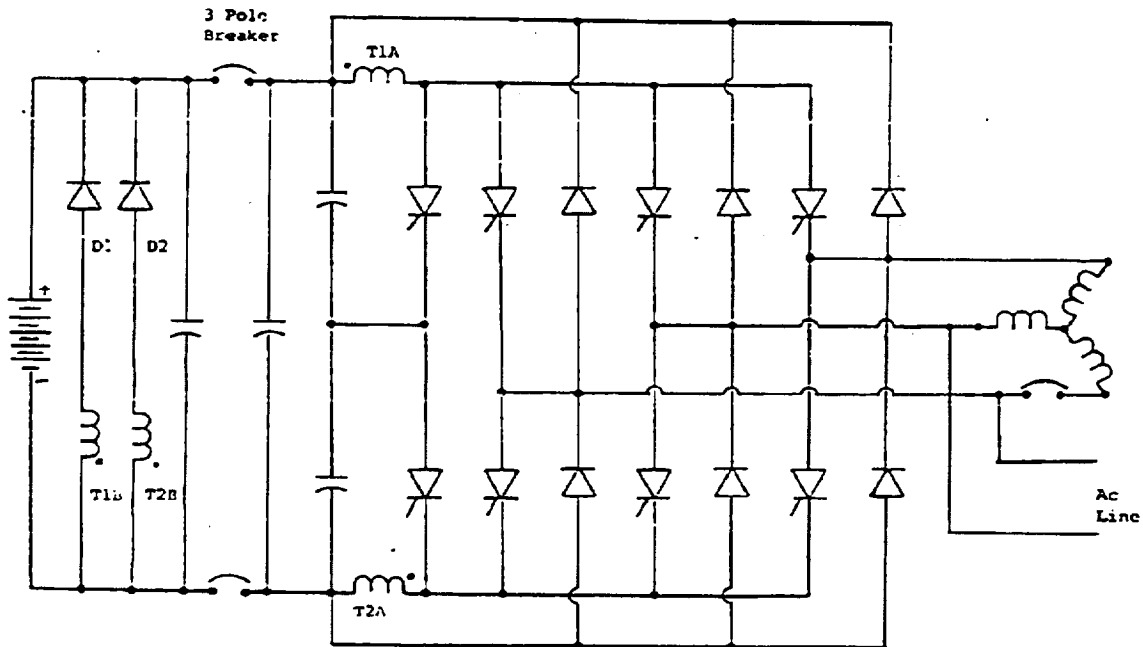 3 Pole
Breaker
T1A
D1
D2
+
-
T1B
T2B
Ac
Line
T2A